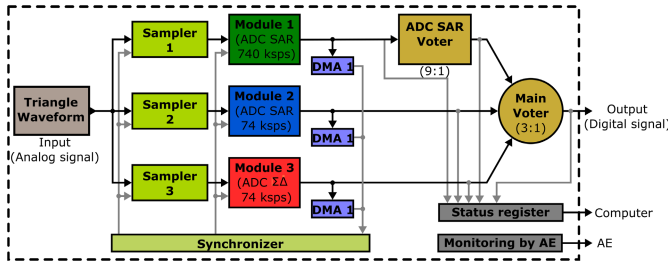 Triangle
Waveform
Input
(Analog signal)
Sampler
1
Sampler
2
Sampler
3
Module 1
(ADC SAR
740 ksps)
DMA 1
Module 2
(ADC SAR
74 ksps)
DMA 1
Module 3
(ADC ΣΔ
74 ksps)
DMA 1
Synchronizer
ADC SAR
Voter
(9:1)
Main
Voter
(3:1)
Output
(Digital signal)
Status register
Computer
Monitoring by AE
AE